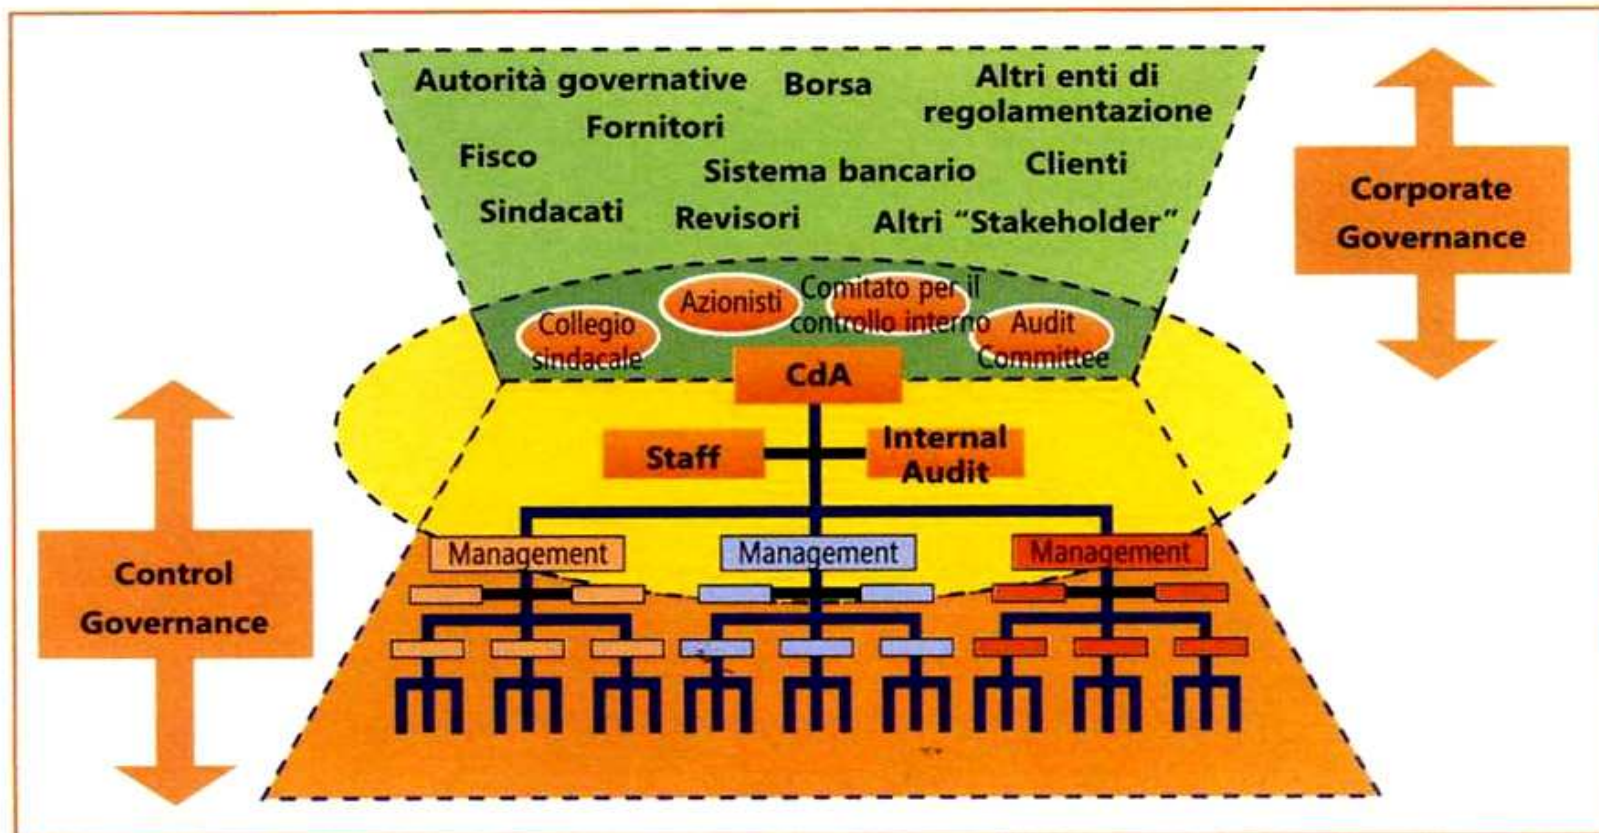 Autorità governative
Borsa
Altri enti di
regolamentazione
Fornitori
Fisco
Sistema bancario
Clienti
Sindacati
Revisori
Altri “Stakeholder”
Corporate
Governance
Azionisti
Comitato per il
controllo interno
Collegio
sindacale
Audit
Committee
CdA
Staff
Internal
Audit
Management
Management
Management
Control
Governance